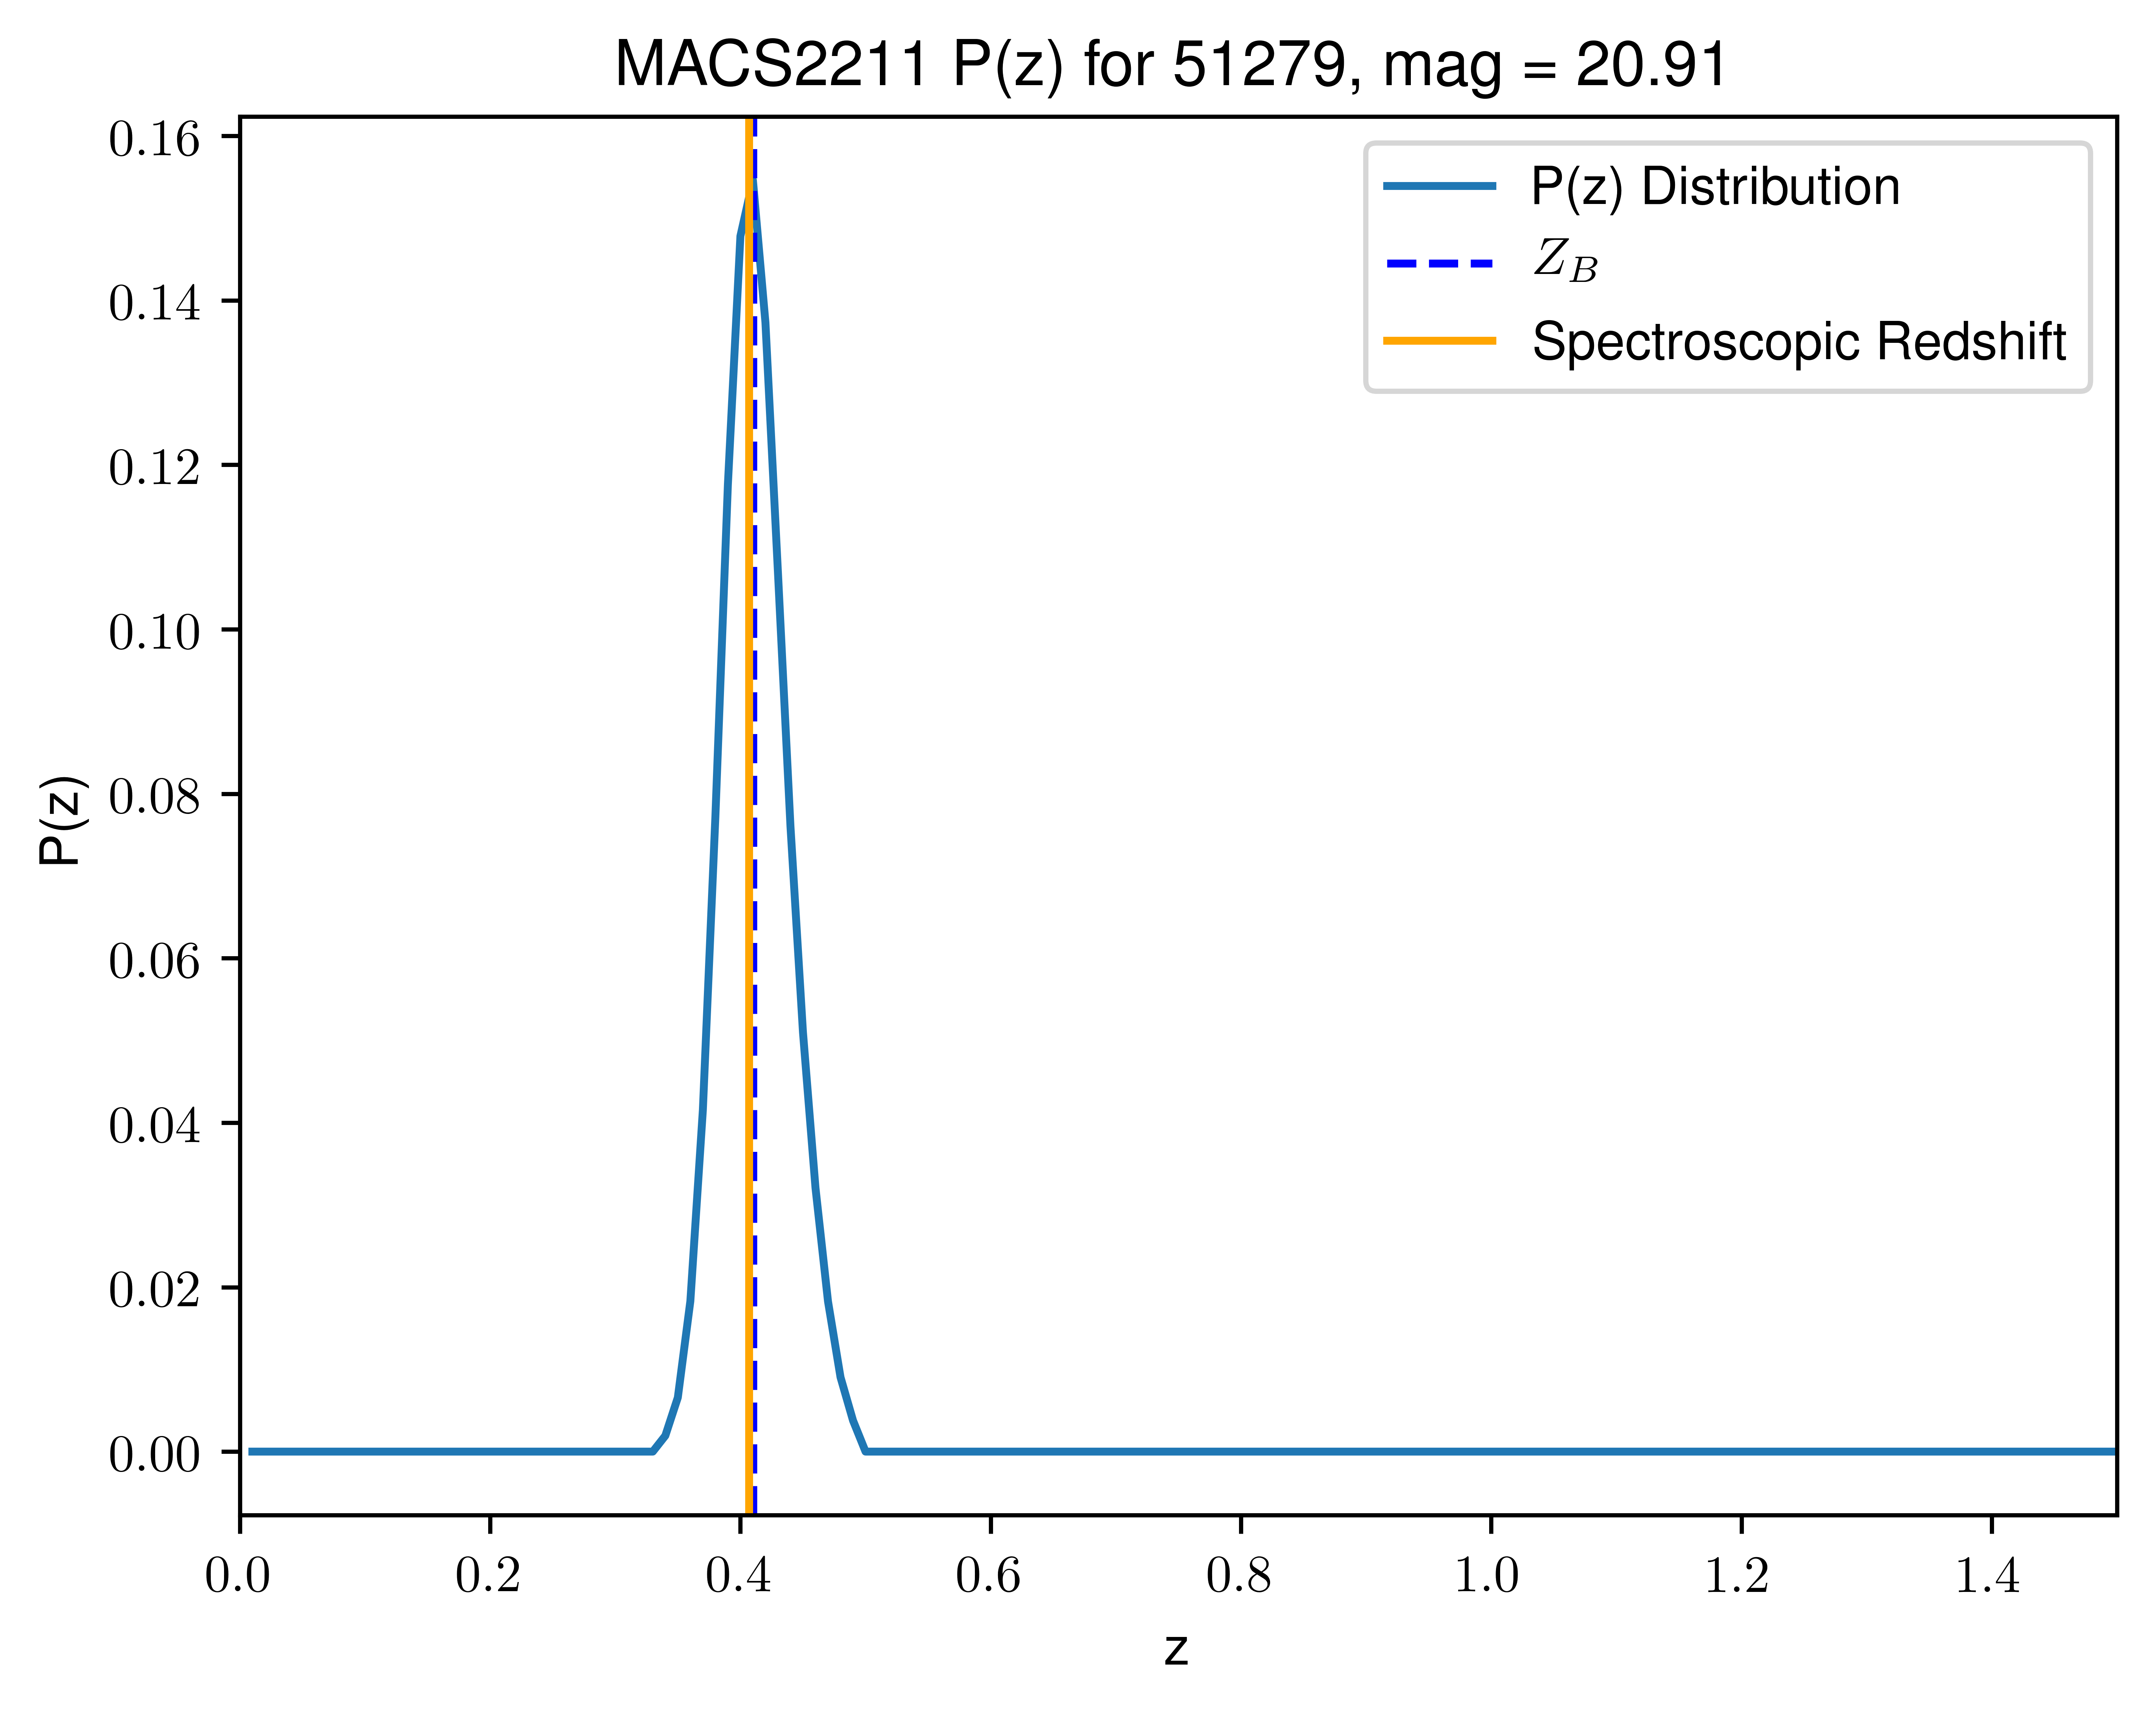 MACS2211 P(z) for 51279, mag = 20.91
P(z) Distribution
Z_B
Spectroscopic Redshift
P(z)
0.16
0.14
0.12
0.10
0.08
0.06
0.04
0.02
0.00
0.0 0.2 0.4 0.6 0.8 1.0 1.2 1.4
z